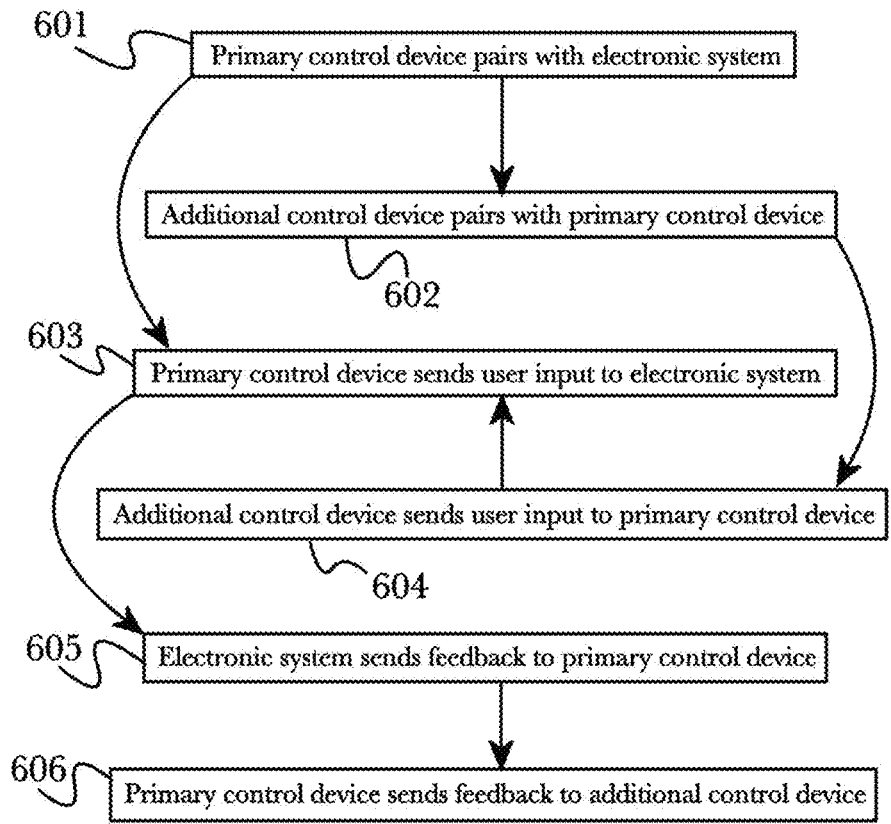 601
Primary control device pairs with electronic system
Additional control device pairs with primary control device
602
603
Primary control device sends user input to electronic system
Additional control device sends user input to primary control device
604
605
Electronic system sends feedback to primary control device
606
Primary control device sends feedback to additional control device